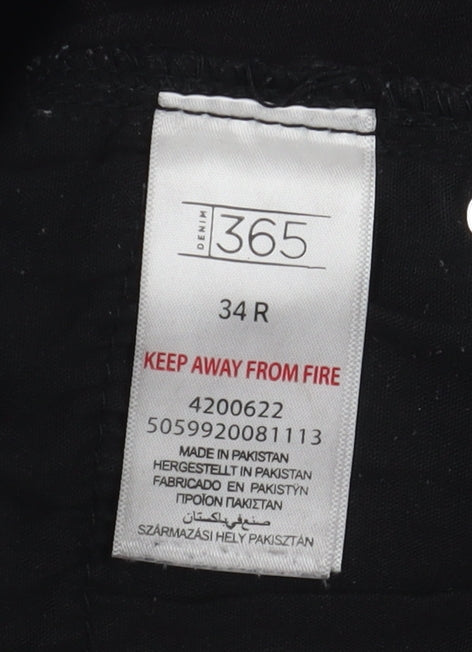 DENIM 365
34 R
KEEP AWAY FROM FIRE
4200622
5059920081113
MADE IN PAKISTAN
HERGESTELLT IN PAKISTAN
FABRICADO EN PAKISTÝN
ΠΡΟΪΟΝ ΠΑΚΙΣΤΑΝ
صنع في باكستان
SZÁRMAZÁSI HELY PAKISZTÁN